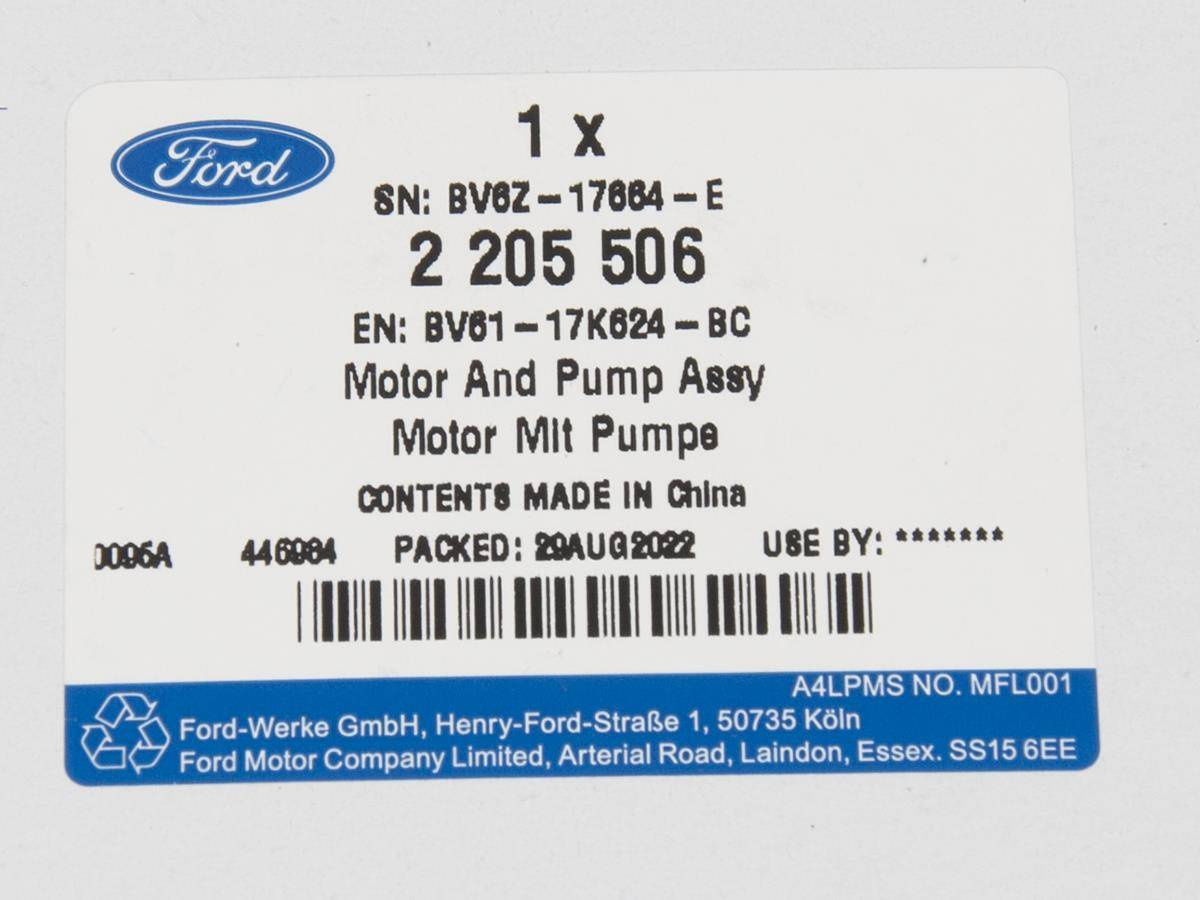 Ford
1 x
SN: BV6Z-17664-E
2 205 506
EN: BV61-17K624-BC
Motor And Pump Assy
Motor Mit Pumpe
CONTENTS MADE IN China
0095A 446984 PACKED: 29AUG2022 USE BY: *******
A4LPMS NO. MFL001
Ford-Werke GmbH, Henry-Ford-Straße 1, 50735 Köln
Ford Motor Company Limited, Arterial Road, Laindon, Essex. SS15 6EE